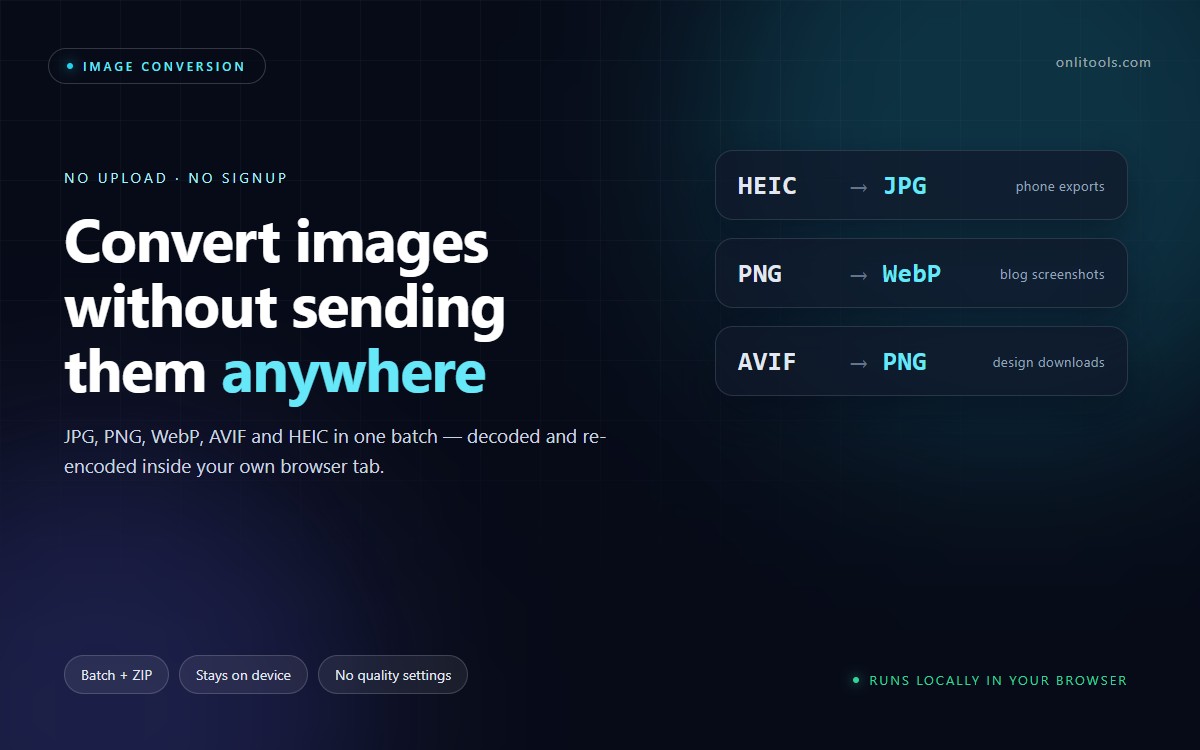 IMAGE CONVERSION
onlitools.com
NO UPLOAD · NO SIGNUP
Convert images
without sending
them anywhere
JPG, PNG, WebP, AVIF and HEIC in one batch — decoded and re-
encoded inside your own browser tab.
HEIC → JPG phone exports
PNG → WebP blog screenshots
AVIF → PNG design downloads
Batch + ZIP
Stays on device
No quality settings
RUNS LOCALLY IN YOUR BROWSER